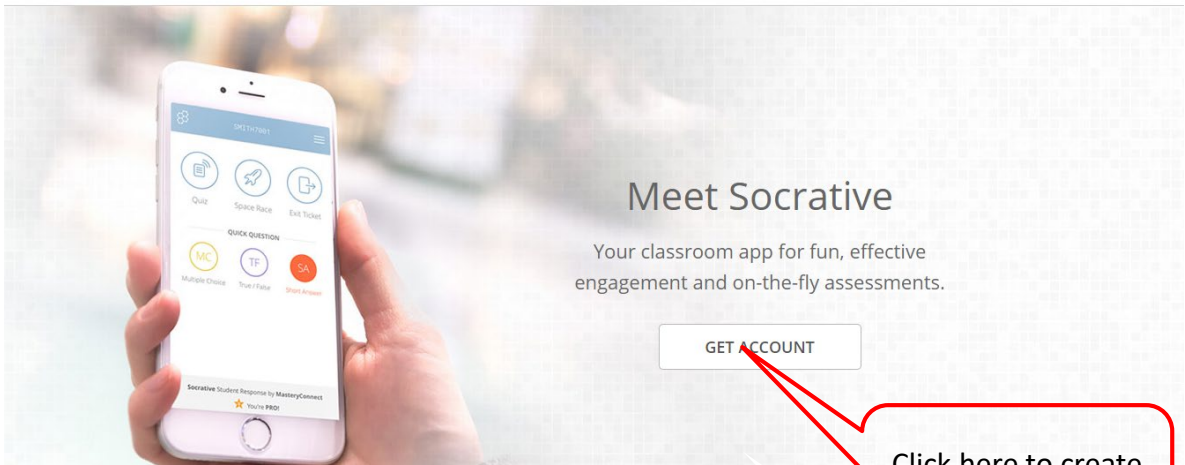 SMITH7001
Quiz
Space Race
Exit Ticket
QUICK QUESTION
MC
TF
SA
Multiple Choice
True / False
Short Answer
Socrative Student Response by MasteryConnect
You're PRO!
Meet Socrative
Your classroom app for fun, effective
engagement and on-the-fly assessments.
GET ACCOUNT
Click here to create